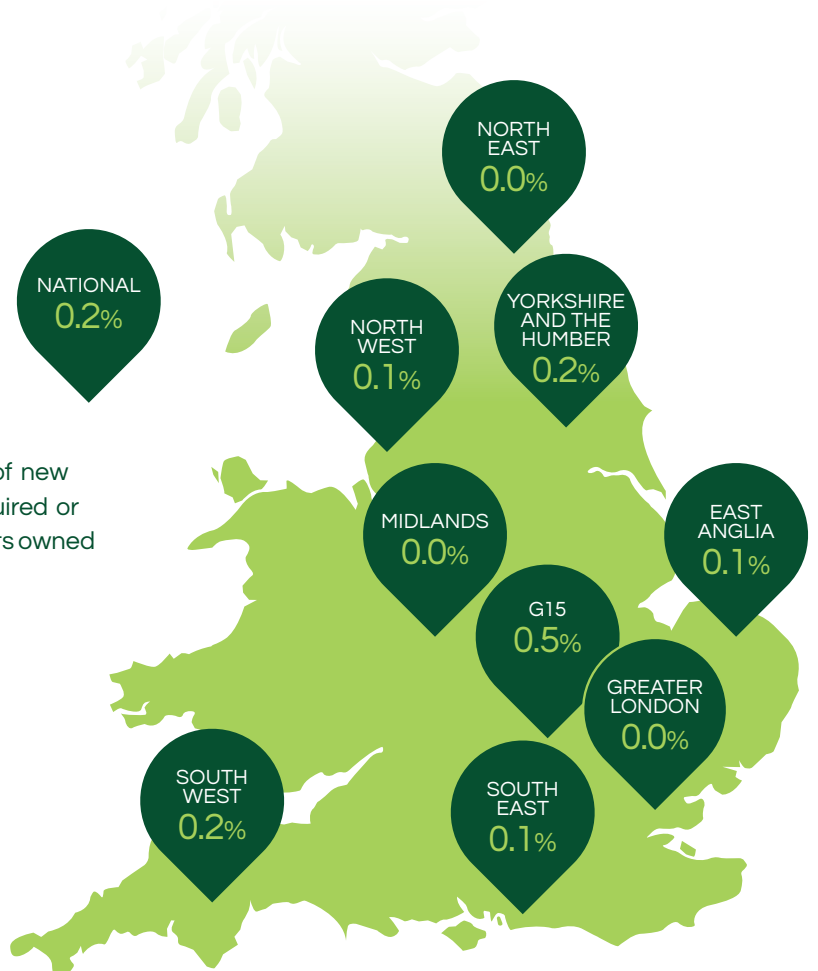 NORTH
EAST
0.0%
NATIONAL
0.2%
YORKSHIRE
AND THE
HUMBER
0.2%
NORTH
WEST
0.1%
of new
or
owned
MIDLANDS
0.0%
EAST
ANGLIA
0.1%
G15
0.5%
GREATER
LONDON
0.0%
SOUTH
WEST
0.2%
SOUTH
EAST
0.1%